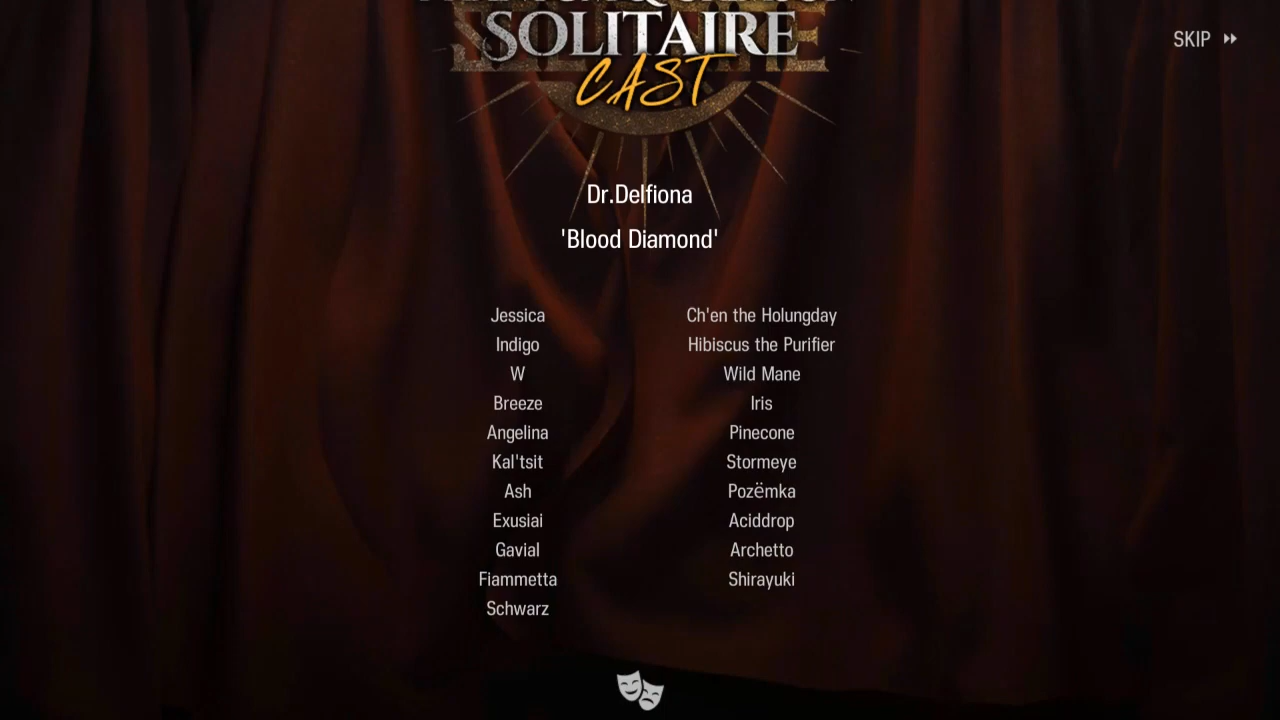 SOLITAIRE
CAST
SKIP
Dr.Delfiona
'Blood Diamond'
Jessica
Indigo
W
Breeze
Angelina
Kal'tsit
Ash
Exusiai
Gavial
Fiammetta
Schwarz
Ch'en the Holungday
Hibiscus the Purifier
Wild Mane
Iris
Pinecone
Stormeye
Pozëmka
Aciddrop
Archetto
Shirayuki